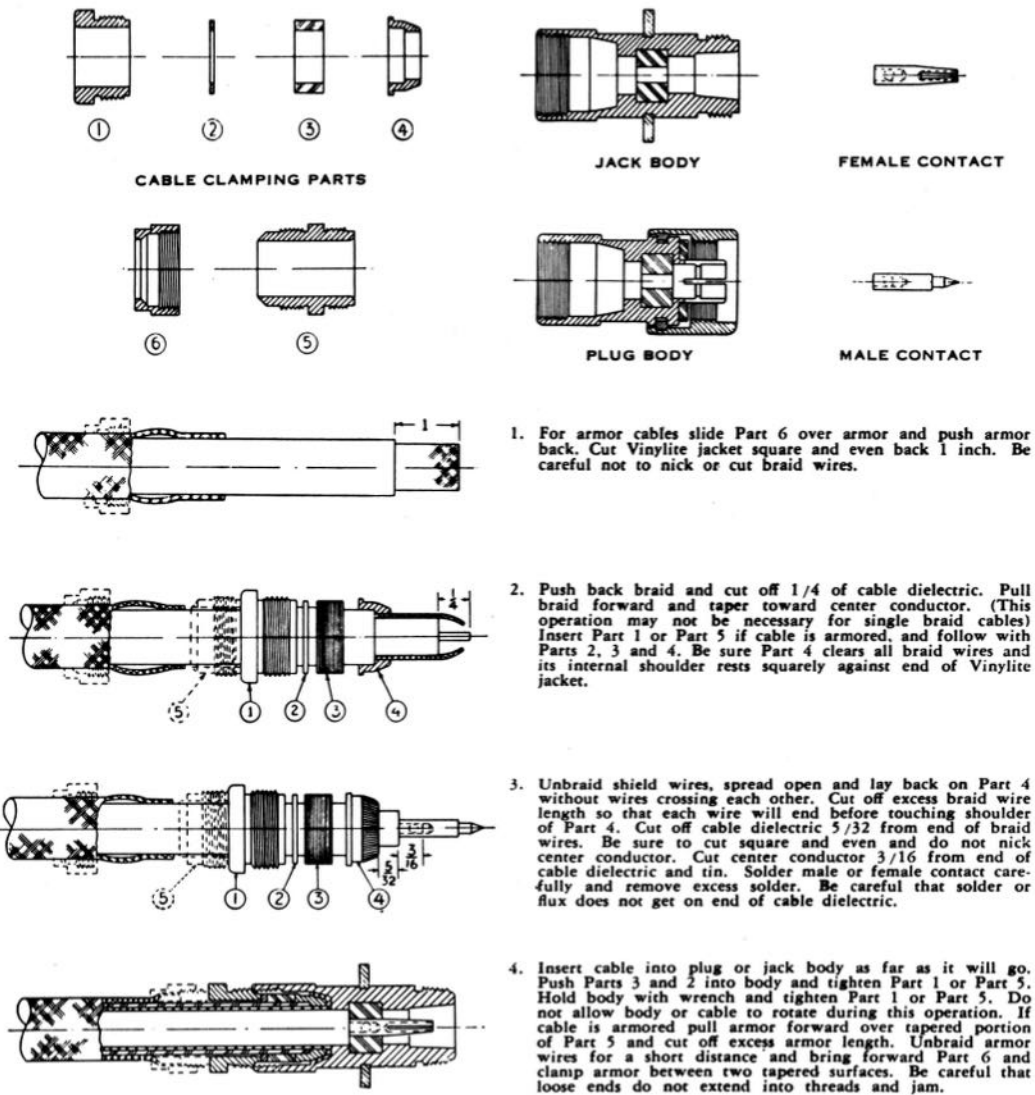 ①
②
③
④
CABLE CLAMPING PARTS
JACK BODY
FEMALE CONTACT
⑥
⑤
PLUG BODY
MALE CONTACT
1
1. For armor cables slide Part 6 over armor and push armor
back. Cut Vinylite jacket square and even back 1 inch. Be
careful not to nick or cut braid wires.
1/4
⑤
①
②
③
④
2. Push back braid and cut off 1/4 of cable dielectric. Pull
braid forward and taper toward center conductor. (This
operation may not be necessary for single braid cables)
Insert Part 1 or Part 5 if cable is armored, and follow with
Parts 2, 3 and 4. Be sure Part 4 clears all braid wires and
its internal shoulder rests squarely against end of Vinylite
jacket.
5/32
3/16
⑤
①
②
③
④
3. Unbraid shield wires, spread open and lay back on Part 4
without wires crossing each other. Cut off excess braid wire
length so that each wire will end before touching shoulder
of Part 4. Cut off cable dielectric 5/32 from end of braid
wires. Be sure to cut square and even and do not nick
center conductor. Cut center conductor 3/16 from end of
cable dielectric and tin. Solder male or female contact care-
fully and remove excess solder. Be careful that solder or
flux does not get on end of cable dielectric.
4. Insert cable into plug or jack body as far as it will go.
Push Parts 3 and 2 into body and tighten Part 1 or Part 5.
Hold body with wrench and tighten Part 1 or Part 5. Do
not allow body or cable to rotate during this operation. If
cable is armored pull armor forward over tapered portion
of Part 5 and cut off excess armor length. Unbraid armor
wires for a short distance and bring forward Part 6 and
clamp armor between two tapered surfaces. Be careful that
loose ends do not extend into threads and jam.